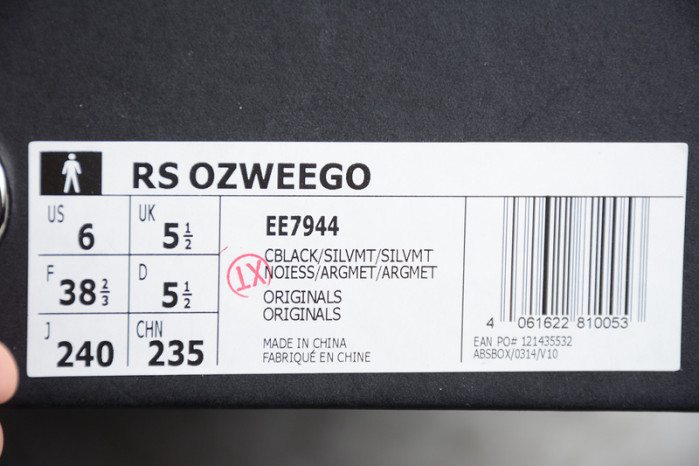 RS OZWEEGO
US 6 UK 5 1/2
F 38 2/3 D 5 1/2
J 240 CHN 235
EE7944
CBLACK/SILVMT/SILVMT
NOIESS/ARGMET/ARGMET
TX
ORIGINALS
ORIGINALS
MADE IN CHINA
FABRIQUÉ EN CHINE
4 061622 810053
EAN PO# 121435532
ABSBOX/0314/V10